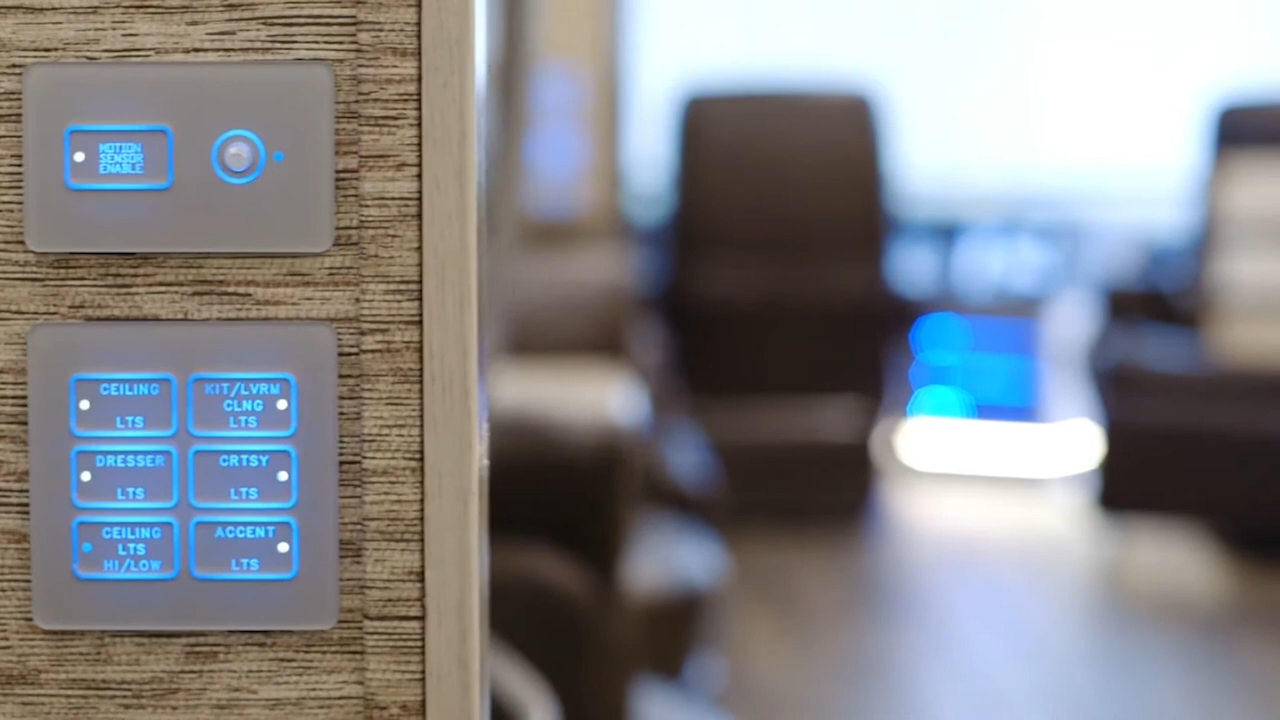 MOTION
SENSOR
ENABLE
CEILING
LTS
KIT/LVRM
CLNG
LTS
DRESSER
LTS
CRTSY
LTS
CEILING
LTS
HI/LOW
ACCENT
LTS